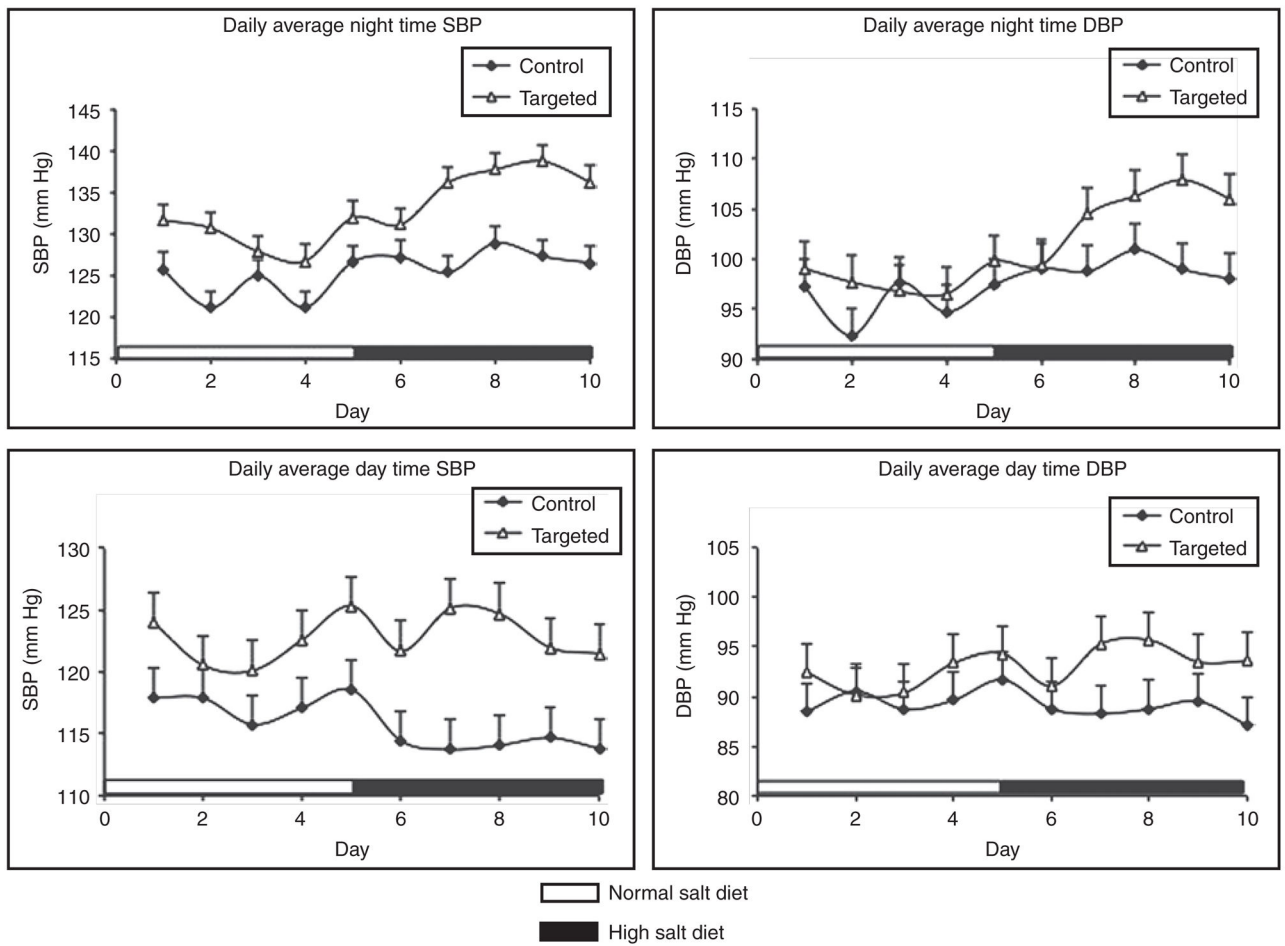 Daily average night time SBP
Control
Targeted
145
140
135
130
125
120
115
SBP (mm Hg)
0 2 4 6 8 10
Day
Daily average night time DBP
Control
Targeted
115
110
105
100
95
90
DBP (mm Hg)
0 2 4 6 8 10
Day
Daily average day time SBP
Control
Targeted
130
125
120
115
110
SBP (mm Hg)
0 2 4 6 8 10
Day
Daily average day time DBP
Control
Targeted
105
100
95
90
85
80
DBP (mm Hg)
0 2 4 6 8 10
Day
Normal salt diet
High salt diet